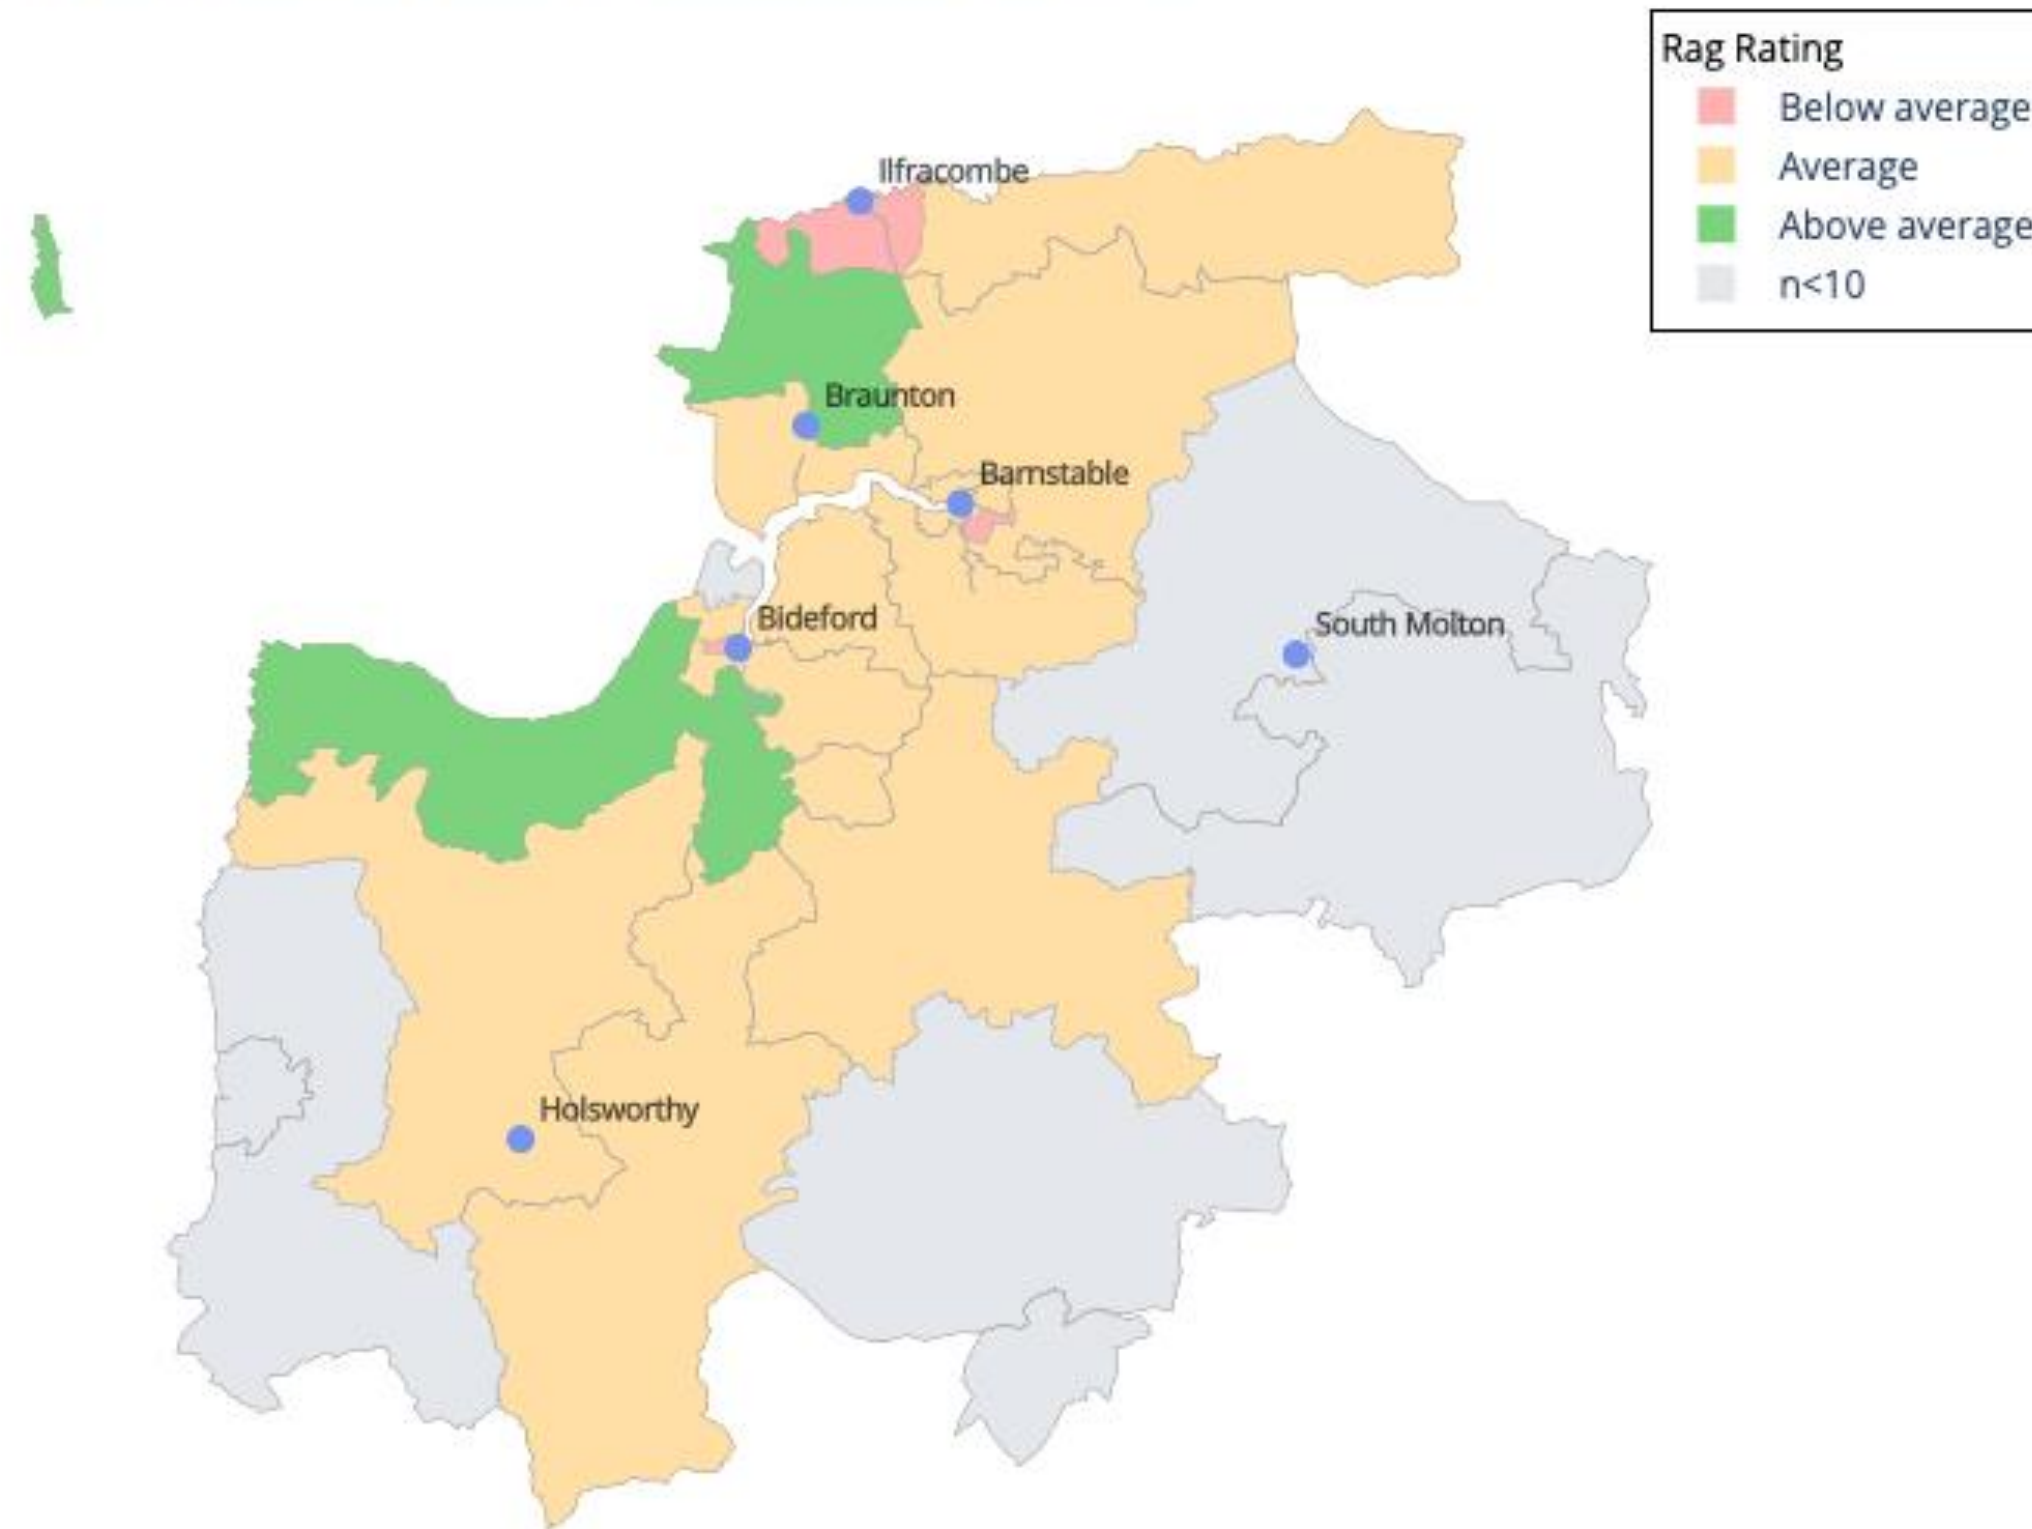 Rag Rating
Below average
Average
Above average
n<10
Ilfracombe
Braunton
Barnstable
Bideford
South Molton
Holsworthy